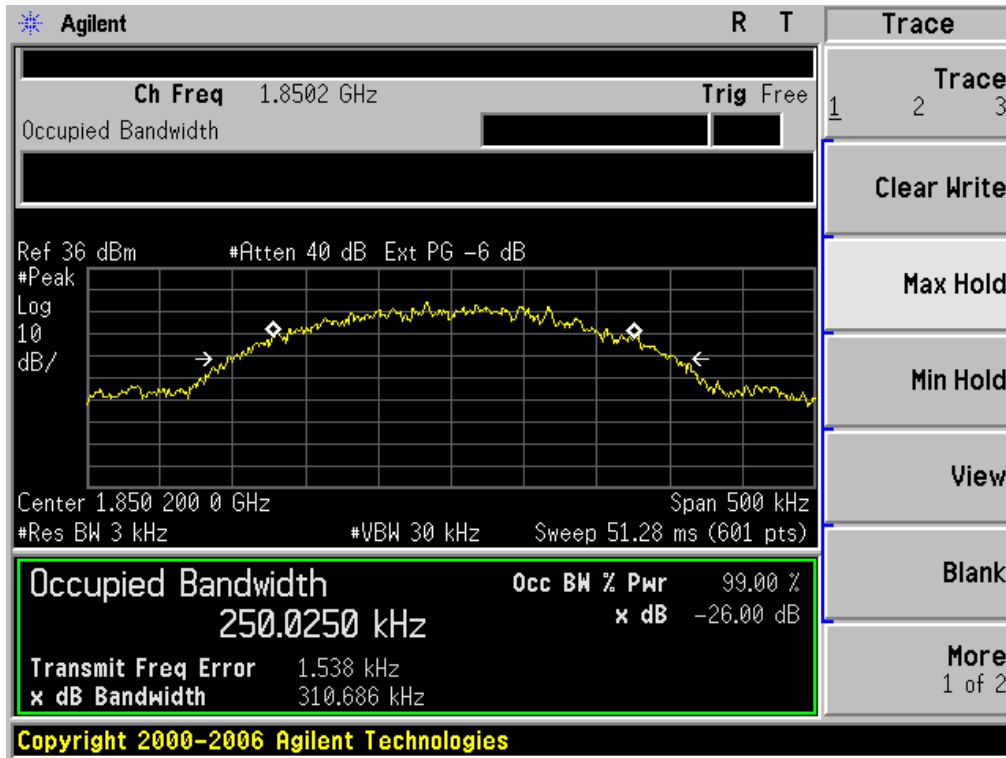 Agilent R T Trace
Ch Freq 1.8502 GHz Trig Free
Occupied Bandwidth
Trace
1 2 3
Clear Write
Max Hold
Min Hold
View
Blank
More
1 of 2
Ref 36 dBm #Atten 40 dB Ext PG -6 dB
#Peak
Log
10
dB/
Center 1.850 200 0 GHz Span 500 kHz
#Res BW 3 kHz #VBW 30 kHz Sweep 51.28 ms (601 pts)
Occupied Bandwidth Occ BW % Pwr 99.00 %
250.0250 kHz x dB -26.00 dB
Transmit Freq Error 1.538 kHz
x dB Bandwidth 310.686 kHz
Copyright 2000-2006 Agilent Technologies